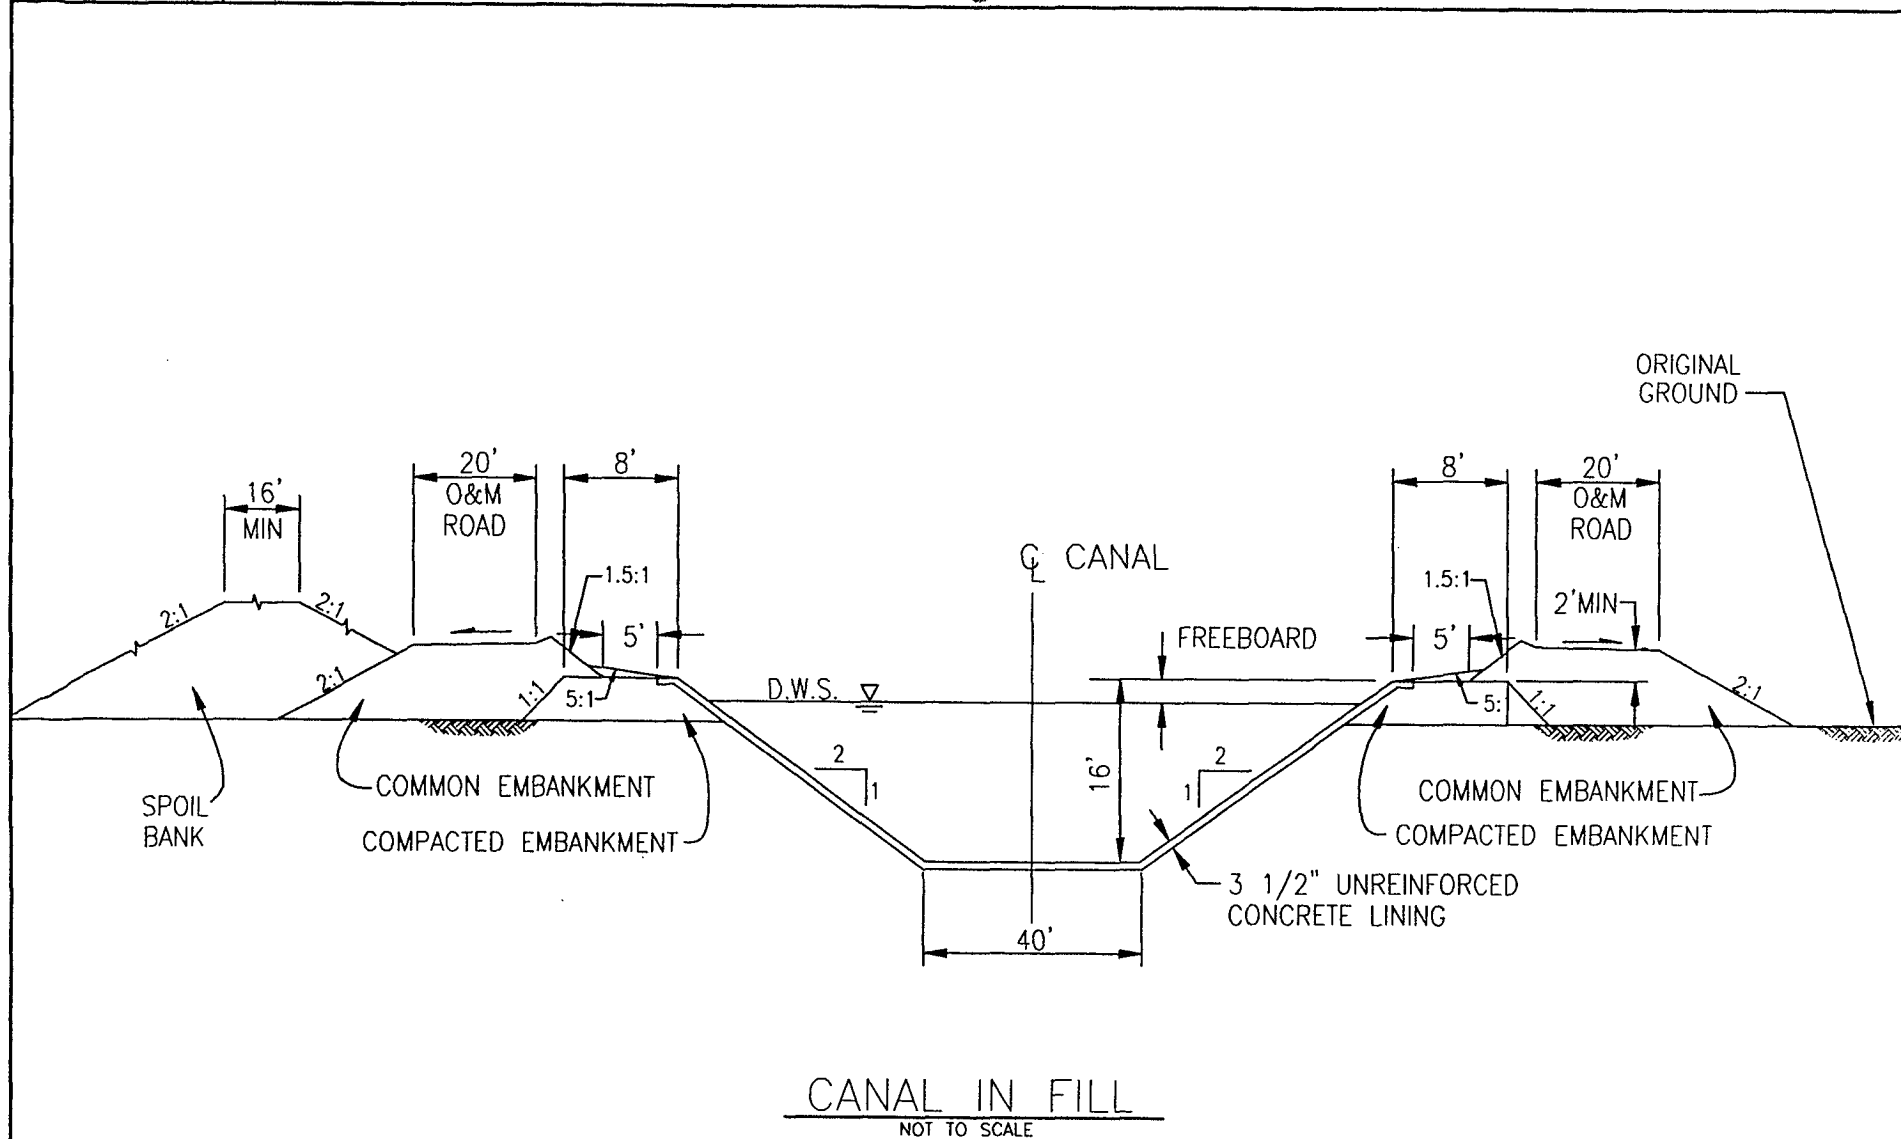 ORIGINAL
GROUND
20'
O&M
ROAD
8'
16'
MIN
8'
20'
O&M
ROAD
℄ CANAL
1.5:1
1.5:1
2'MIN
2:1
2:1
5'
FREEBOARD
5'
2:1
1:1
5:1
D.W.S.
5:
1:1
2:1
2
1
16'
2
1
SPOIL
BANK
COMMON EMBANKMENT
COMPACTED EMBANKMENT
COMMON EMBANKMENT
COMPACTED EMBANKMENT
3 1/2" UNREINFORCED
CONCRETE LINING
40'
CANAL IN FILL
NOT TO SCALE